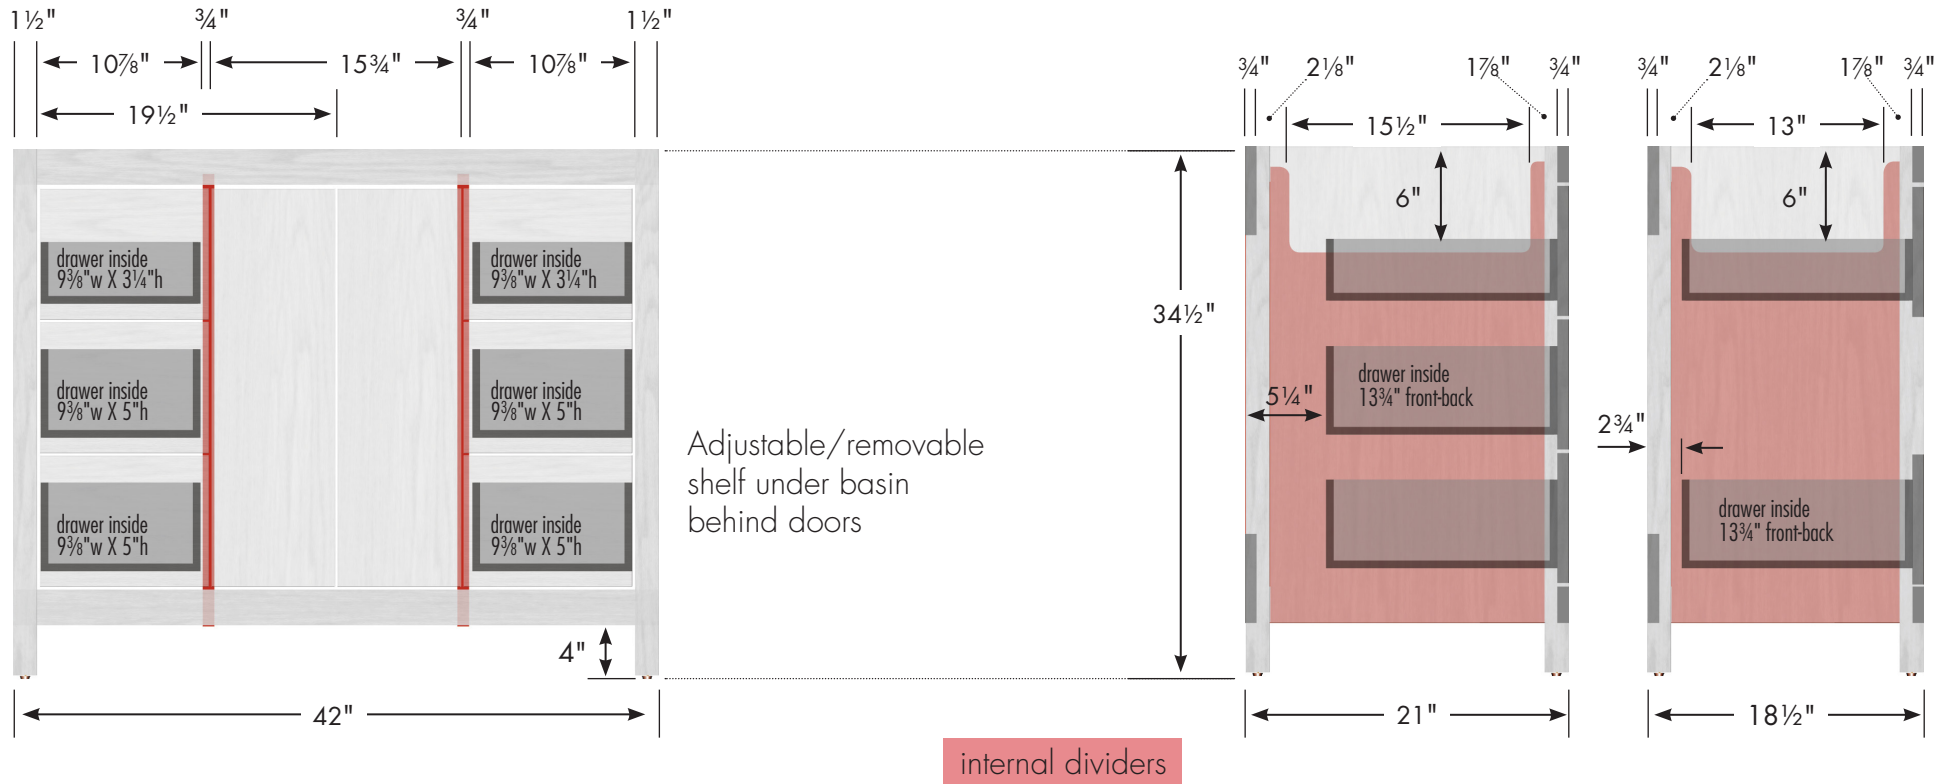 1½" ¾" ¾" 1½"
10⅞" 15¾" 10⅞"
19½"
drawer inside
9⅜"w X 3¼"h
drawer inside
9⅜"w X 3¼"h
drawer inside
9⅜"w X 5"h
drawer inside
9⅜"w X 5"h
drawer inside
9⅜"w X 5"h
drawer inside
9⅜"w X 5"h
4"
42"
Adjustable/removable
shelf under basin
behind doors
34½"
¾" 2⅛" 1⅞" ¾"
15½"
6"
5¼"
drawer inside
13¾" front-back
21"
¾" 2⅛" 1⅞" ¾"
13"
6"
2¾"
drawer inside
13¾" front-back
18½"
internal dividers